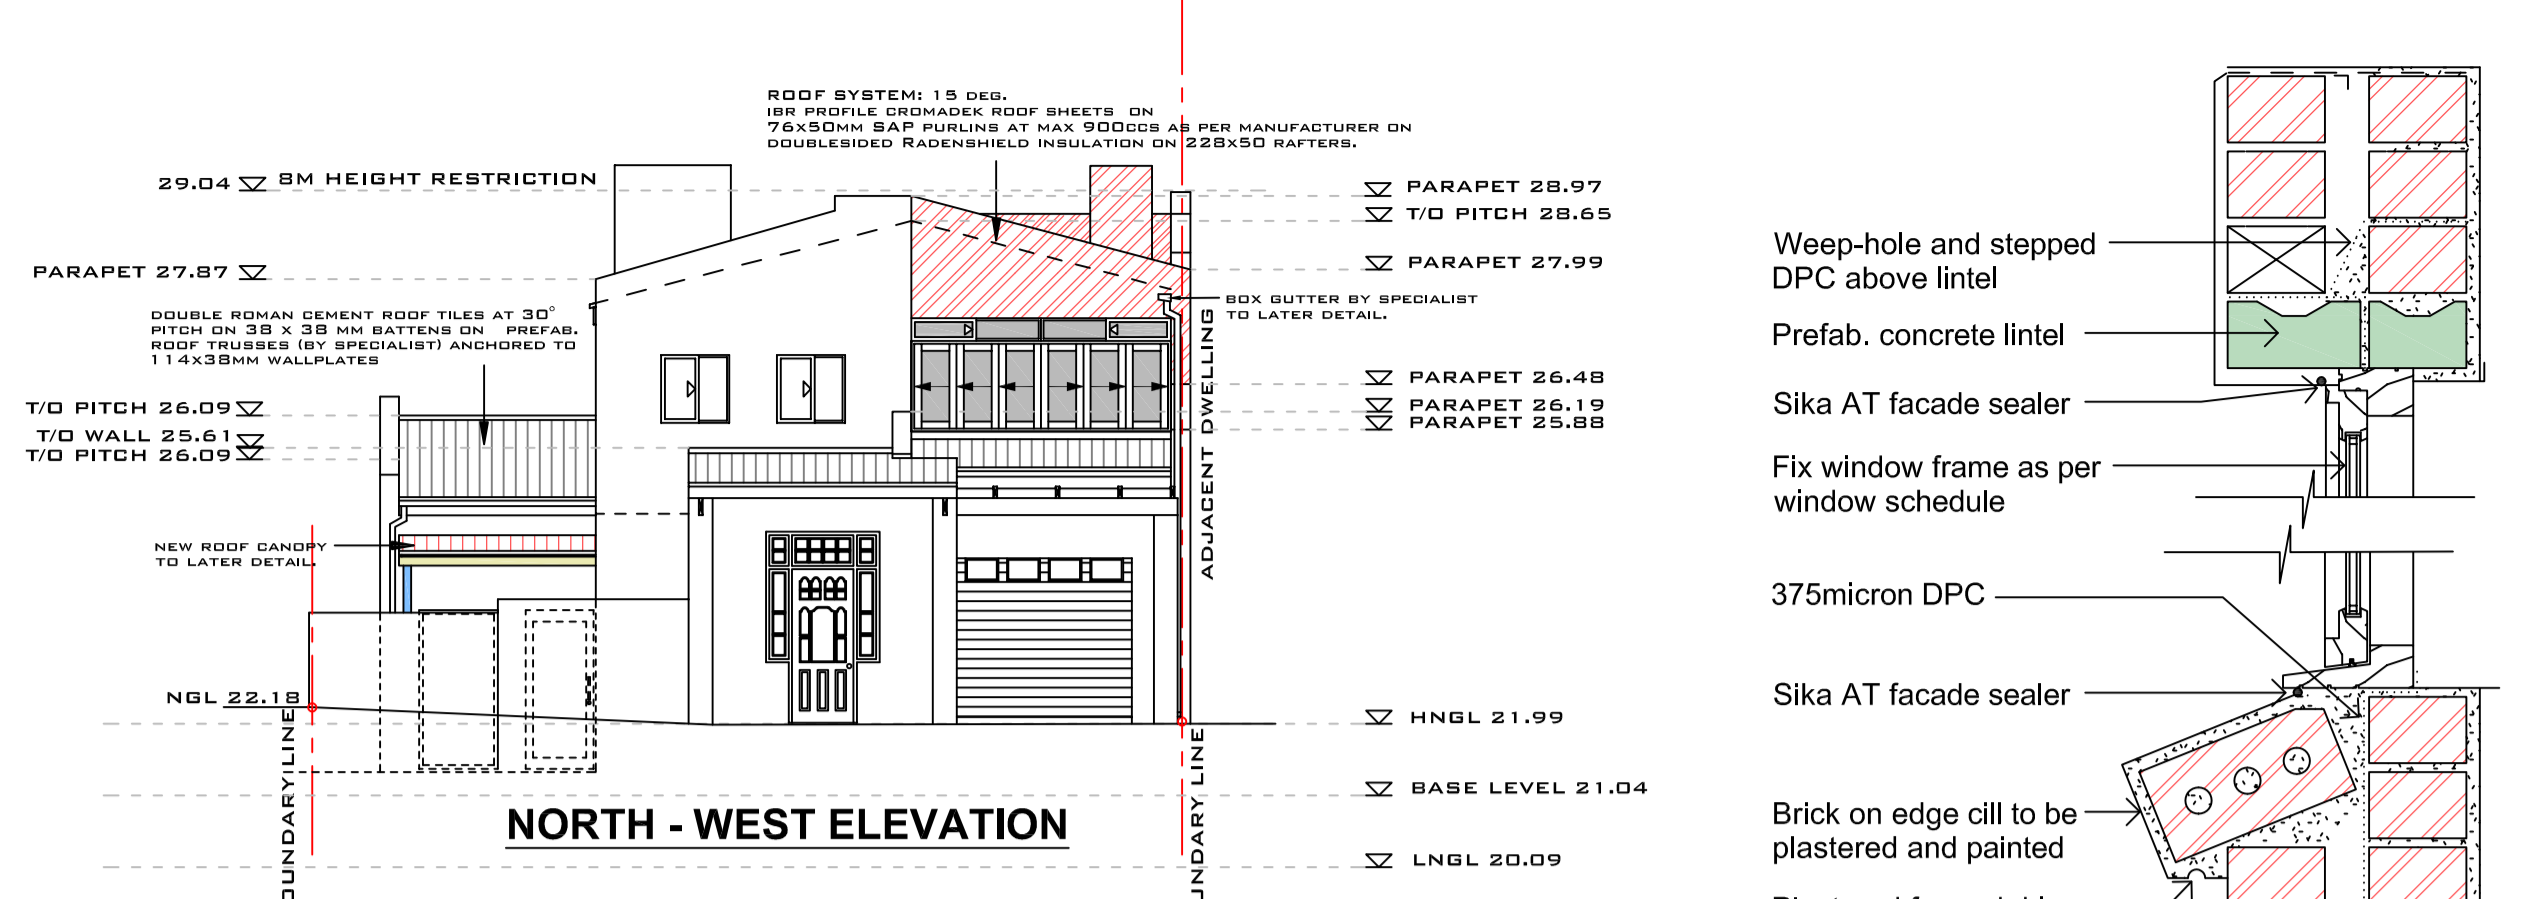 ROOF SYSTEM: 15 DEG.
IBR PROFILE CROMADEK ROOF SHEETS ON
76x50MM SAP PURLINS AT MAX 900CCS AS PER MANUFACTURER ON
DOUBLESIDED RADENSHIELD INSULATION ON 228x50 RAFTERS.
29.04 8M HEIGHT RESTRICTION
PARAPET 27.87
DOUBLE ROMAN CEMENT ROOF TILES AT 30°
PITCH ON 38 X 38 MM BATTENS ON PREFAB.
ROOF TRUSSES (BY SPECIALIST) ANCHORED TO
114x38MM WALLPLATES
T/O PITCH 26.09
T/O WALL 25.61
T/O PITCH 26.09
NEW ROOF CANOPY
TO LATER DETAIL.
NGL 22.18
PARAPET 28.97
T/O PITCH 28.65
PARAPET 27.99
BOX GUTTER BY SPECIALIST
TO LATER DETAIL.
PARAPET 26.48
PARAPET 26.19
PARAPET 25.88
ADJACENT DWELLING
HNGL 21.99
BASE LEVEL 21.04
LNGL 20.09
OUNDARY LINE
UNDARY LINE
NORTH - WEST ELEVATION
Weep-hole and stepped
DPC above lintel
Prefab. concrete lintel
Sika AT facade sealer
Fix window frame as per
window schedule
375micron DPC
Sika AT facade sealer
Brick on edge cill to be
plastered and painted